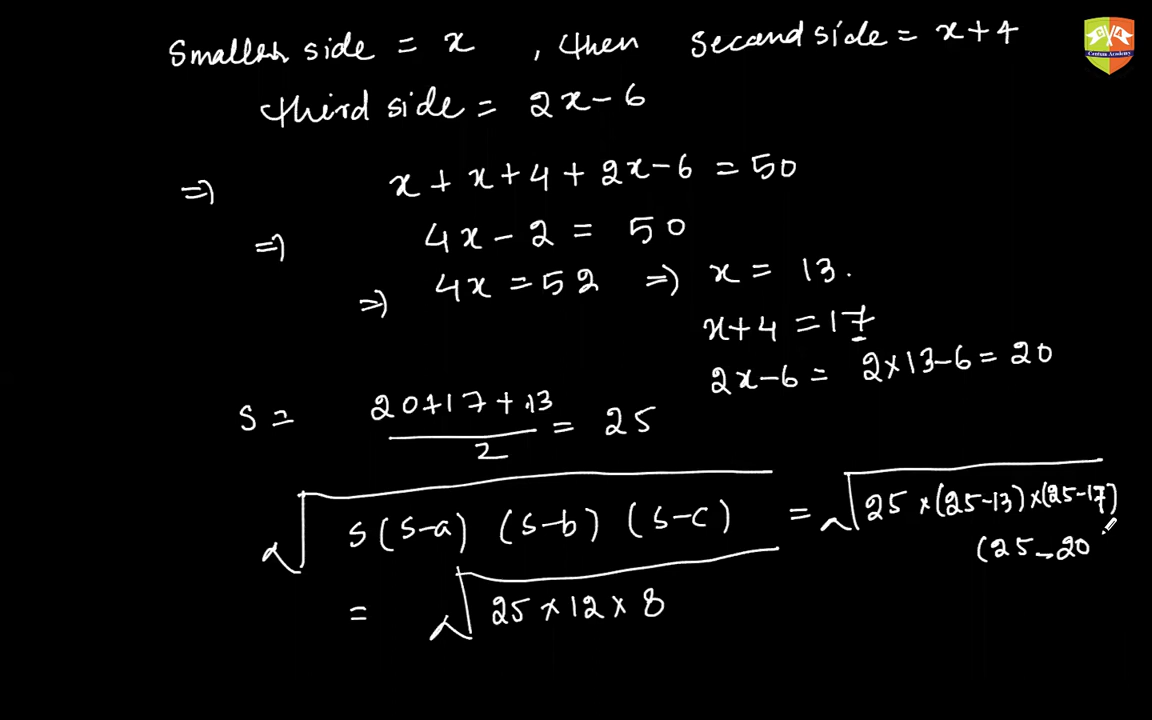 Smaller side = x , then second side = x+4
third side = 2x-6
=> x + x + 4 + 2x-6 = 50
=> 4x - 2 = 50
=> 4x = 52 => x = 13.
x+4 = 17
2x-6 = 2×13-6 = 20
S = 20+17+13 / 2 = 25
√ s(s-a) (s-b) (s-c) = √ 25 ×(25-13)×(25-17)
(25-20
= √ 25 × 12 × 8